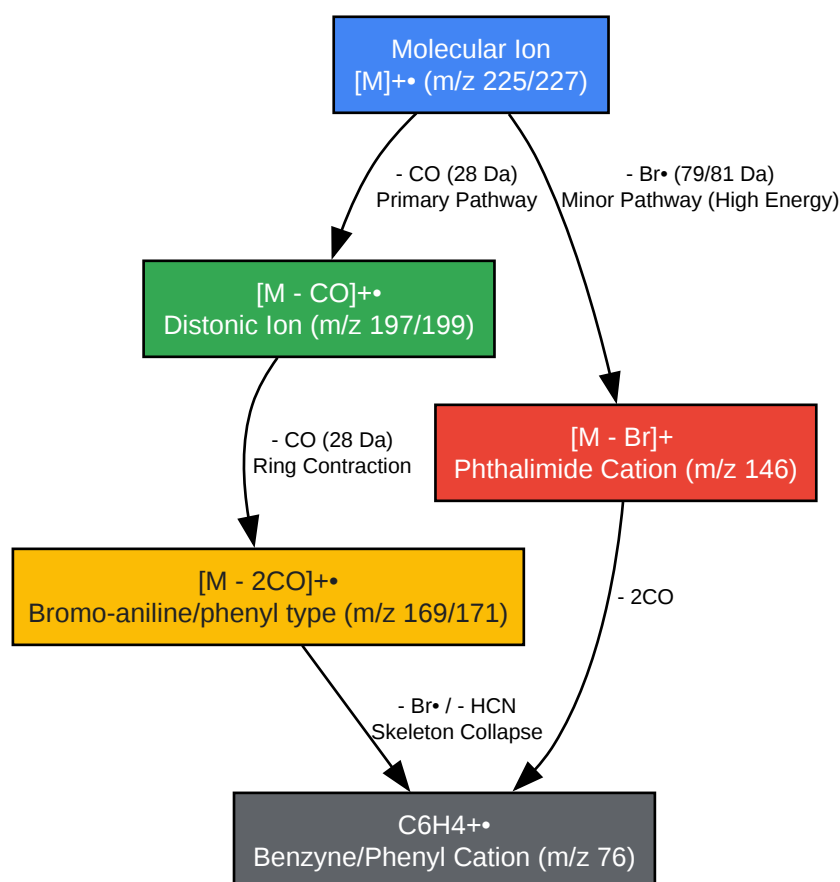 Molecular Ion
[M]+• (m/z 225/227)
- CO (28 Da)
Primary Pathway
- Br• (79/81 Da)
Minor Pathway (High Energy)
[M - CO]+•
Distonic Ion (m/z 197/199)
- CO (28 Da)
Ring Contraction
[M - Br]+
Phthalimide Cation (m/z 146)
[M - 2CO]+•
Bromo-aniline/phenyl type (m/z 169/171)
- 2CO
- Br• / - HCN
Skeleton Collapse
C6H4+•
Benzyne/Phenyl Cation (m/z 76)